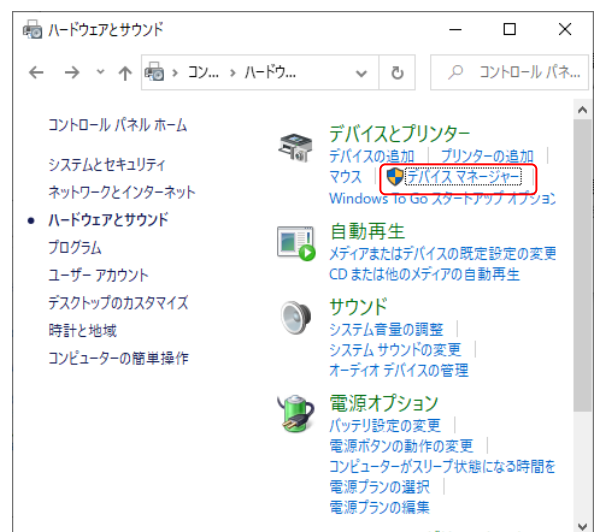 ハードウェアとサウンド
コン... › ハードウ...
コントロール パネ...
コントロール パネル ホーム
システムとセキュリティ
ネットワークとインターネット
ハードウェアとサウンド
プログラム
ユーザー アカウント
デスクトップのカスタマイズ
時計と地域
コンピューターの簡単操作
デバイスとプリンター
デバイスの追加
プリンターの追加
マウス
デバイス マネージャー
Windows To Go スタートアップ オプション
自動再生
メディアまたはデバイスの既定設定の変更
CD または他のメディアの自動再生
サウンド
システム音量の調整
システム サウンドの変更
オーディオ デバイスの管理
電源オプション
バッテリ設定の変更
電源ボタンの動作の変更
コンピューターがスリープ状態になる時間を
電源プランの選択
電源プランの編集